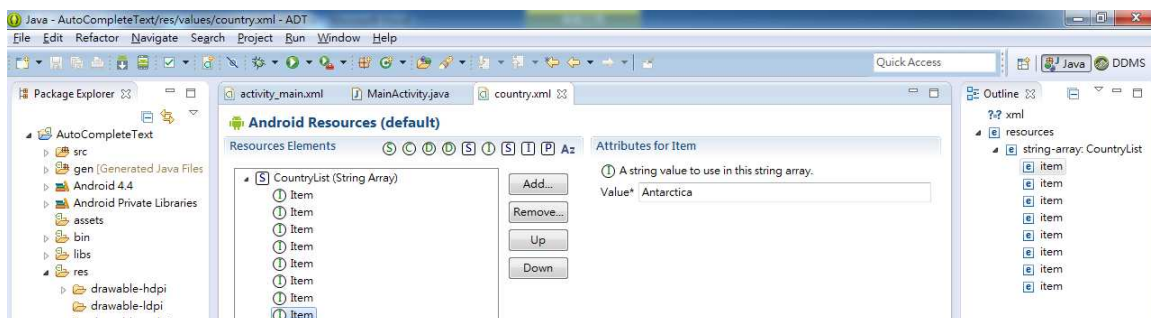 Java - AutoCompleteText/res/values/country.xml - ADT
File Edit Refactor Navigate Search Project Run Window Help
Quick Access
Java
DDMS
Package Explorer
AutoCompleteText
src
gen [Generated Java Files
Android 4.4
Android Private Libraries
assets
bin
libs
res
drawable-hdpi
drawable-ldpi
activity_main.xml
MainActivity.java
country.xml
Android Resources (default)
Resources Elements
S C D D S I S I P Az
CountryList (String Array)
Item
Item
Item
Item
Item
Item
Item
Item
Add...
Remove...
Up
Down
Attributes for Item
A string value to use in this string array.
Value* Antarctica
Outline
xml
resources
string-array: CountryList
item
item
item
item
item
item
item
item